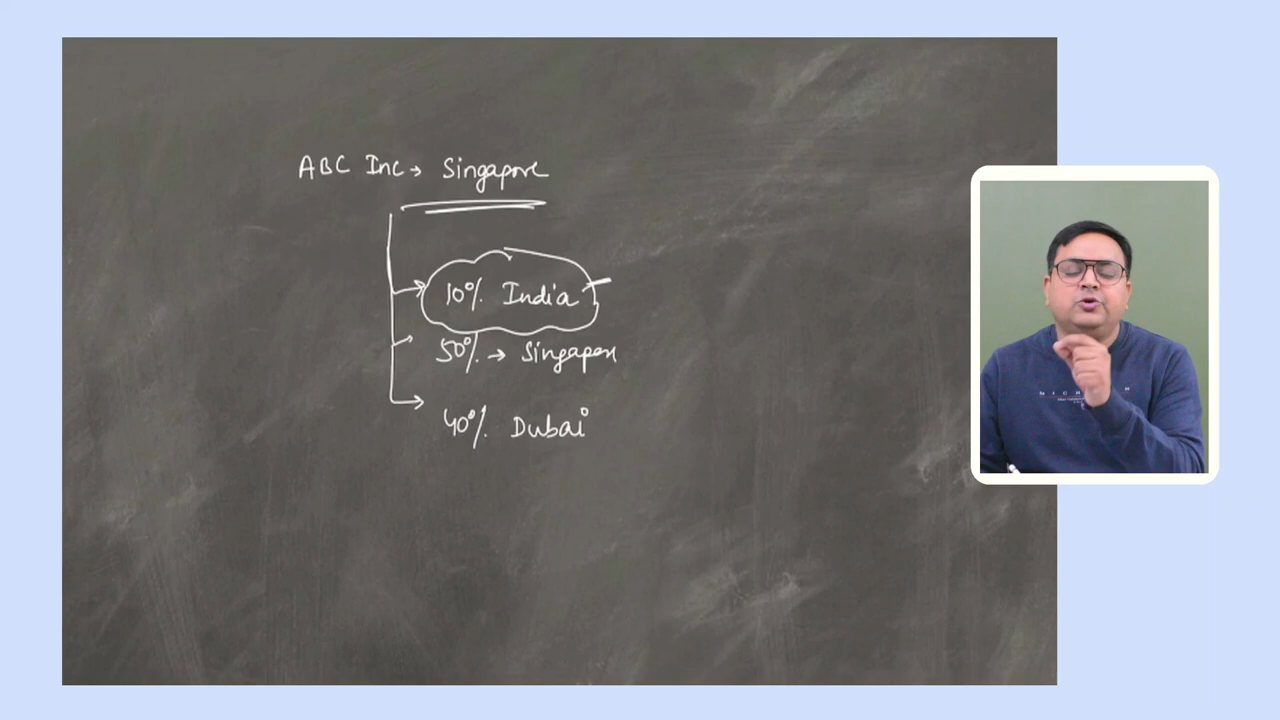 ABC Inc → Singapore
10% India
50% → Singapore
40% Dubai